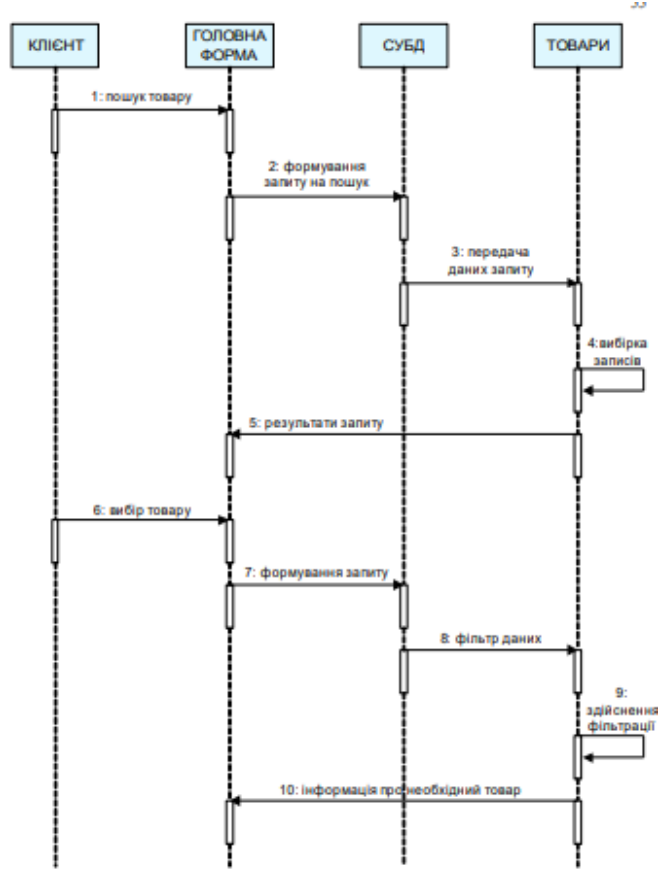 КЛІЄНТ
ГОЛОВНА
ФОРМА
СУБД
ТОВАРИ
1: пошук товару
2: формування
запиту на пошук
3: передача
даних запиту
4:вибірка
записів
5: результати запиту
6: вибір товару
7: формування запиту
8: фільтр даних
9:
здійснення
фільтрації
10: інформація про необхідний товар